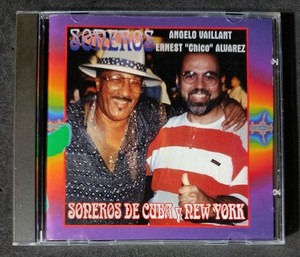 SONEROS
ANGELO VAILLANT
ERNEST "Chico" ALVAREZ
SONEROS DE CUBA y NEW YORK